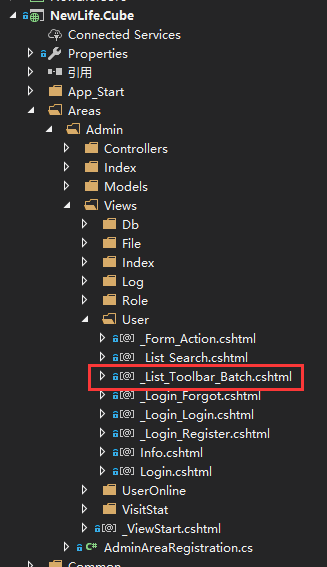 NewLife.Cube
Connected Services
Properties
引用
App_Start
Areas
Admin
Controllers
Index
Models
Views
Db
File
Index
Log
Role
User
_Form_Action.cshtml
_List_Search.cshtml
_List_Toolbar_Batch.cshtml
_Login_Forgot.cshtml
_Login_Login.cshtml
_Login_Register.cshtml
Info.cshtml
Login.cshtml
UserOnline
VisitStat
_ViewStart.cshtml
C# AdminAreaRegistration.cs
Common